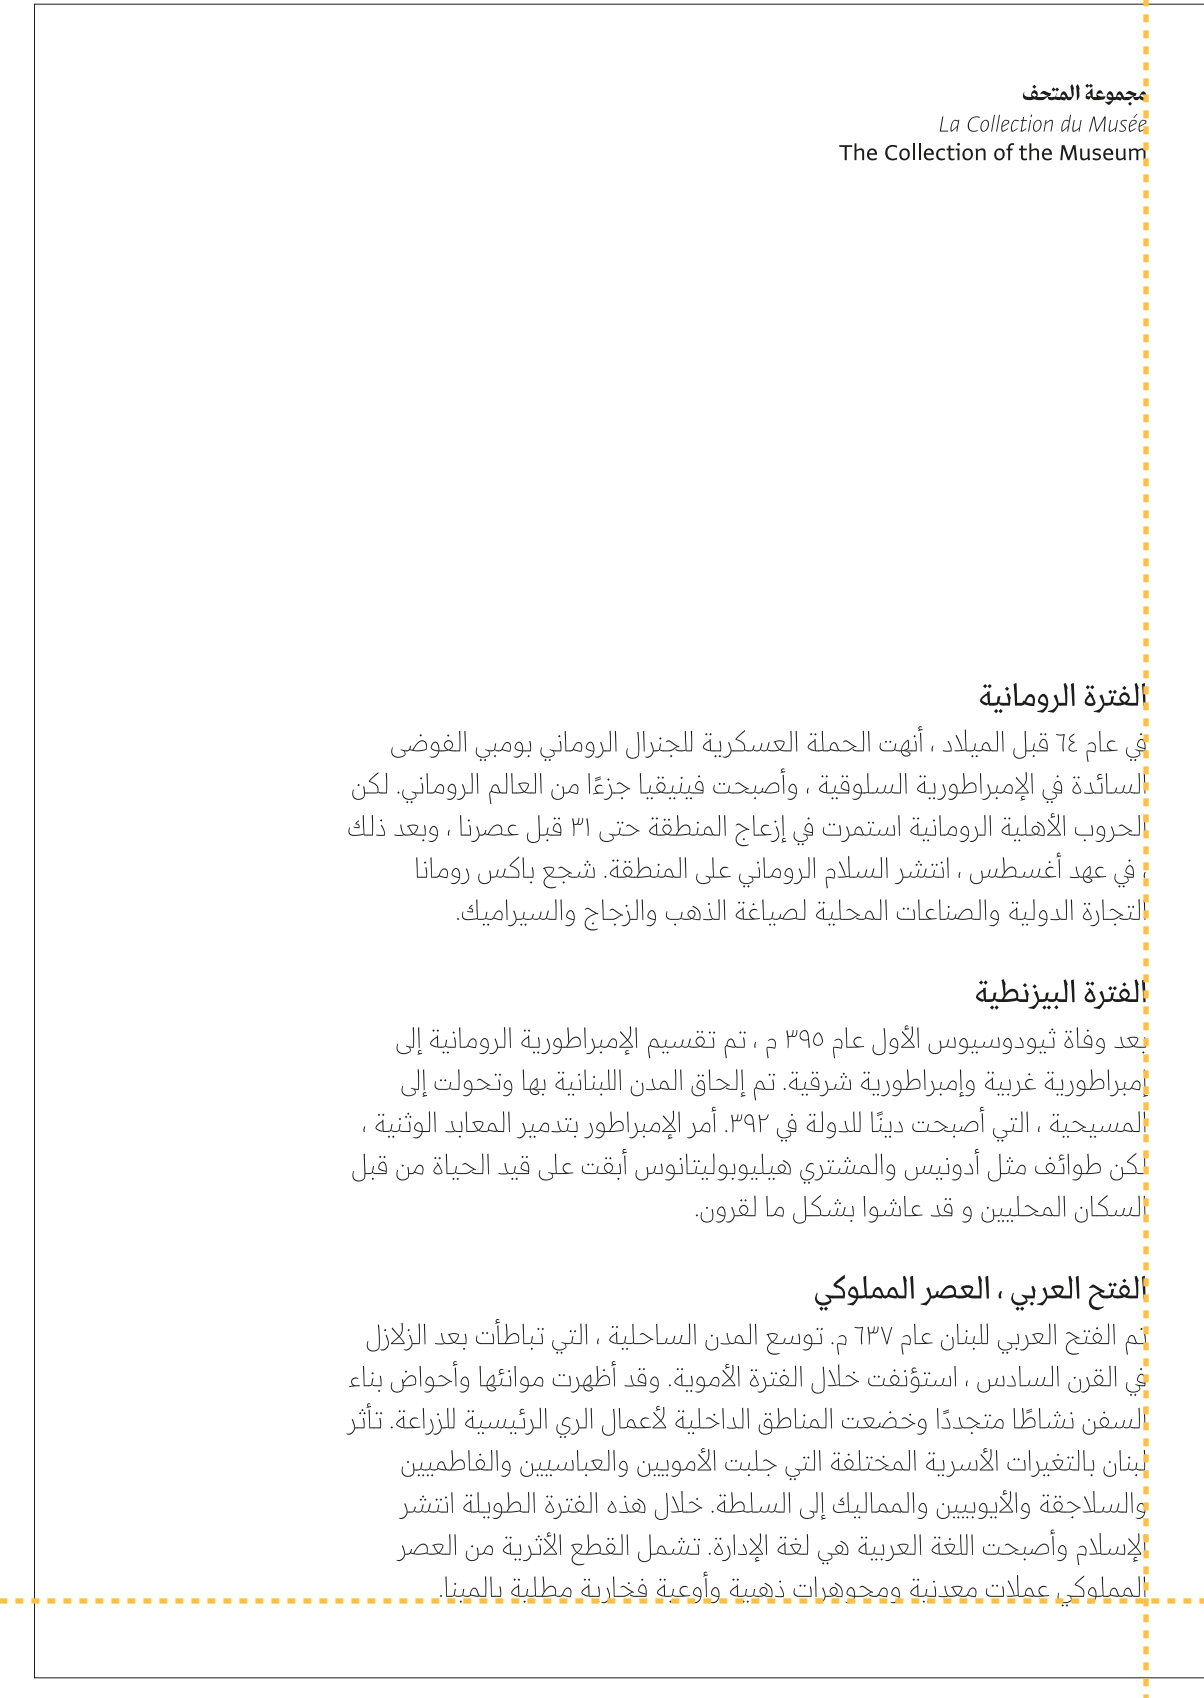 مجموعة المتحف
La Collection du Musée
The Collection of the Museum
الفترة الرومانية
في عام ٦٤ قبل الميلاد ، أنهت الحملة العسكرية للجنرال الروماني بومبي الفوضى
السائدة في الإمبراطورية السلوقية ، وأصبحت فينيقيا جزءًا من العالم الروماني. لكن
الحروب الأهلية الرومانية استمرت في إزعاج المنطقة حتى ٣١ قبل عصرنا ، وبعد ذلك
، في عهد أغسطس ، انتشر السلام الروماني على المنطقة. شجع باكس رومانا
التجارة الدولية والصناعات المحلية لصياغة الذهب والزجاج والسيراميك.
الفترة البيزنطية
بعد وفاة ثيودوسيوس الأول عام ٣٩٥ م ، تم تقسيم الإمبراطورية الرومانية إلى
إمبراطورية غربية وإمبراطورية شرقية. تم إلحاق المدن اللبنانية بها وتحولت إلى
المسيحية ، التي أصبحت دينًا للدولة في ٣٩٢. أمر الإمبراطور بتدمير المعابد الوثنية ،
لكن طوائف مثل أدونيس والمشتري هيليوبوليتانوس أبقت على قيد الحياة من قبل
السكان المحليين و قد عاشوا بشكل ما لقرون.
الفتح العربي ، العصر المملوكي
تم الفتح العربي للبنان عام ٦٣٧ م. توسع المدن الساحلية ، التي تباطأت بعد الزلازل
في القرن السادس ، استؤنفت خلال الفترة الأموية. وقد أظهرت موانئها وأحواض بناء
السفن نشاطًا متجددًا وخضعت المناطق الداخلية لأعمال الري الرئيسية للزراعة. تأثر
لبنان بالتغيرات الأسرية المختلفة التي جلبت الأمويين والعباسيين والفاطميين
والسلاجقة والأيوبيين والمماليك إلى السلطة. خلال هذه الفترة الطويلة انتشر
الإسلام وأصبحت اللغة العربية هي لغة الإدارة. تشمل القطع الأثرية من العصر
المملوكي عملات معدنية ومجوهرات ذهبية وأوعية فخارية مطلية بالمينا.